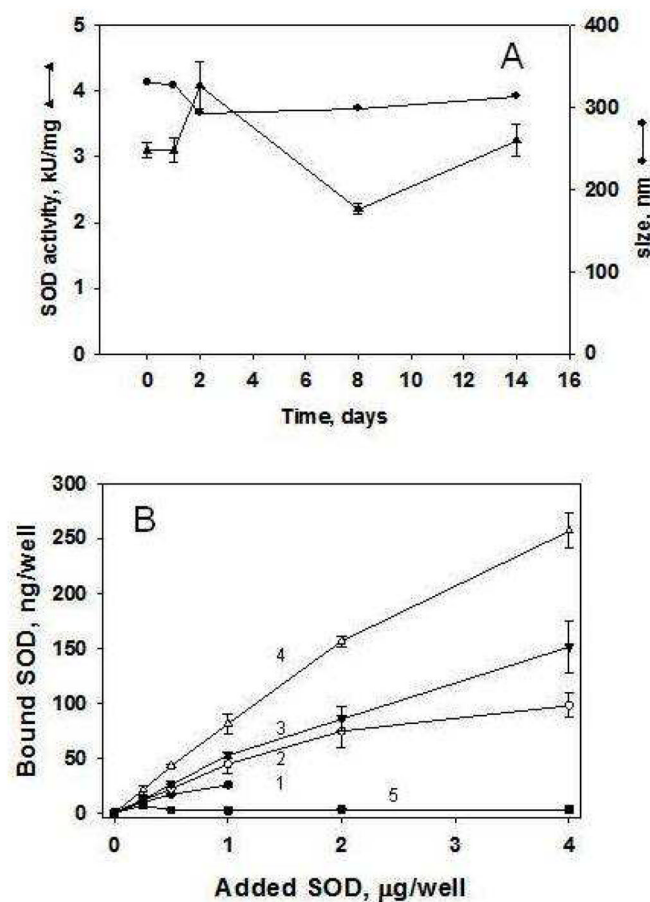 A
5
4
3
2
1
0
SOD activity, kU/mg
400
300
200
100
0
size, nm
0 2 4 6 8 10 12 14 16
Time, days
B
300
250
200
150
100
50
0
Bound SOD, ng/well
4
3
2
1
5
0 1 2 3 4
Added SOD, μg/well